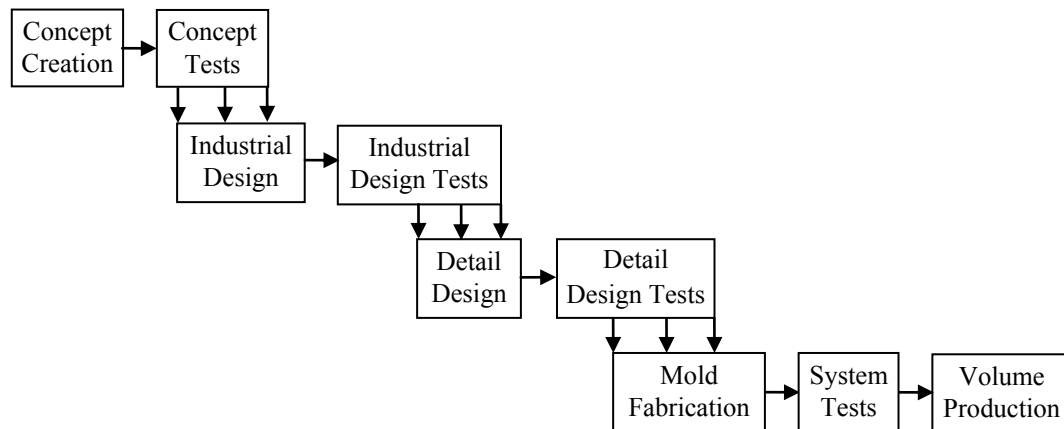 Concept
Creation
Concept
Tests
Industrial
Design
Industrial
Design Tests
Detail
Design
Detail
Design Tests
Mold
Fabrication
System
Tests
Volume
Production